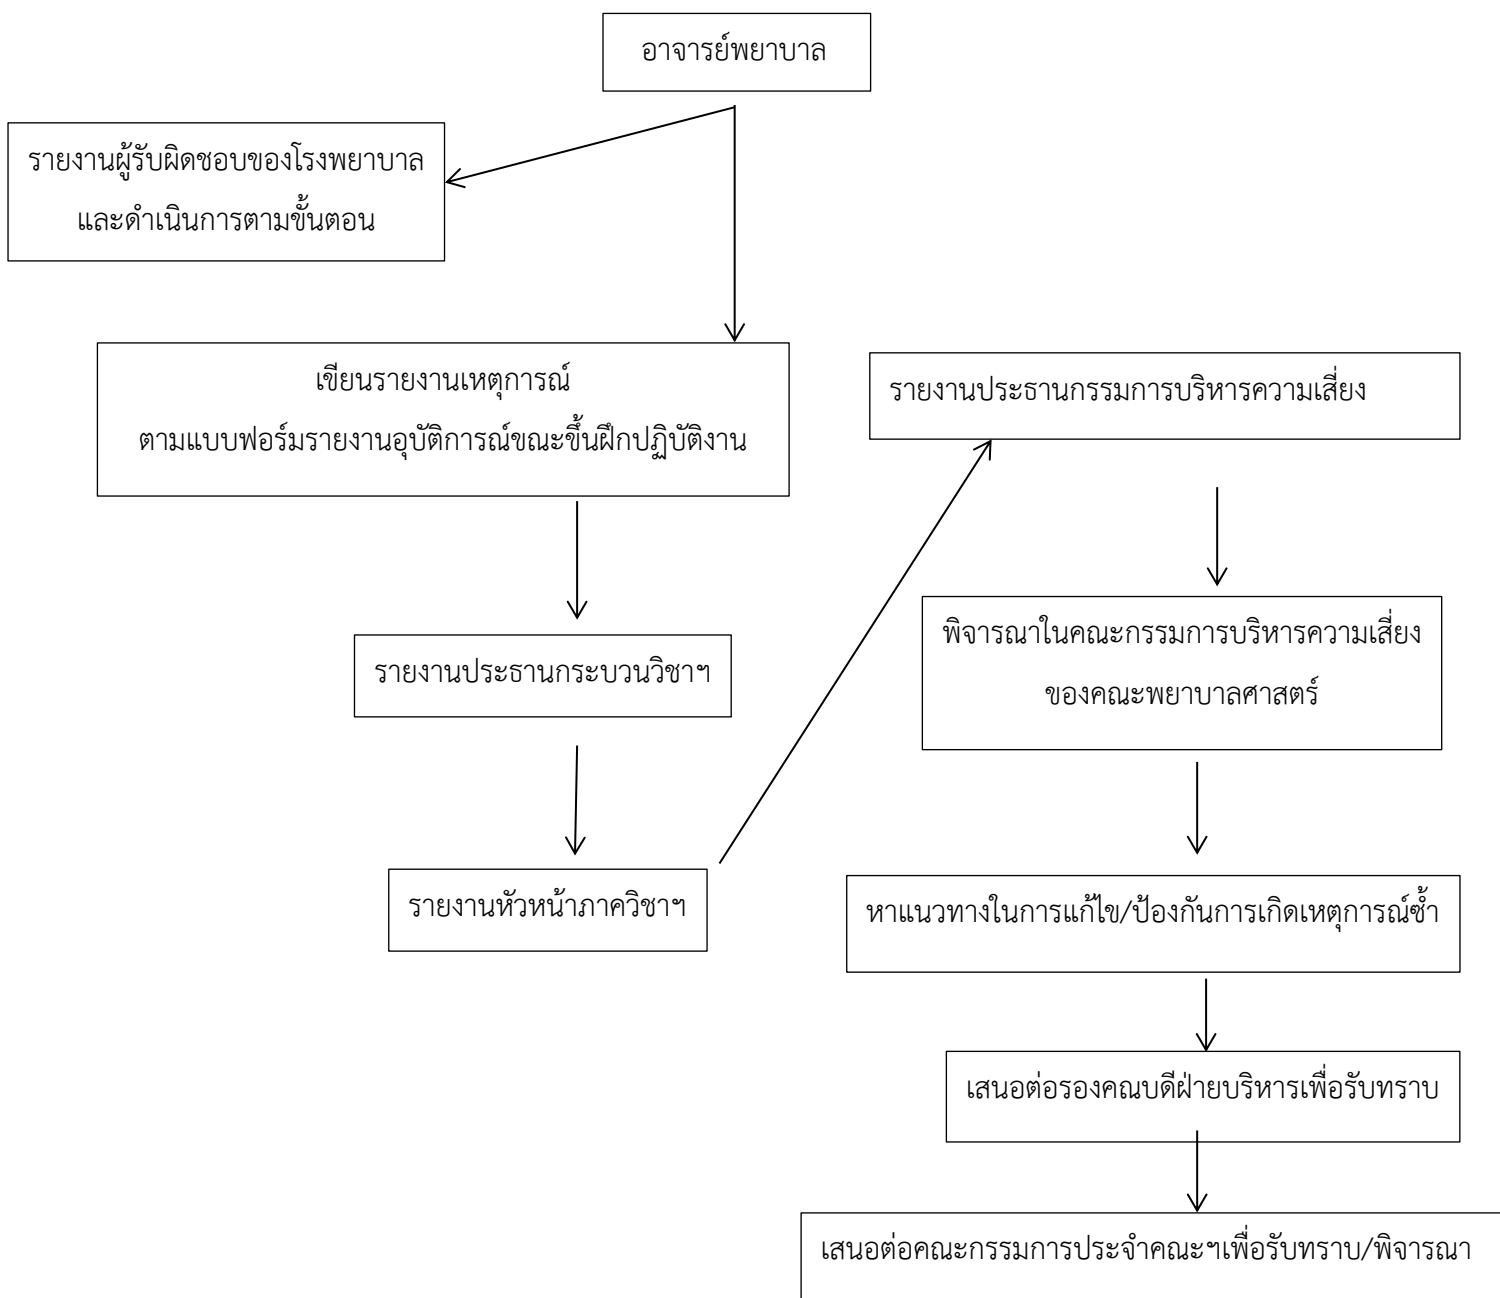 อาจารย์พยาบาล
รายงานผู้รับผิดชอบของโรงพยาบาล
และดำเนินการตามขั้นตอน
เขียนรายงานเหตุการณ์
ตามแบบฟอร์มรายงานอุบัติการณ์ขณะขึ้นฝึกปฏิบัติงาน
รายงานประธานกระบวนวิชาฯ
รายงานหัวหน้าภาควิชาฯ
รายงานประธานกรรมการบริหารความเสี่ยง
พิจารณาในคณะกรรมการบริหารความเสี่ยง
ของคณะพยาบาลศาสตร์
หาแนวทางในการแก้ไข/ป้องกันการเกิดเหตุการณ์ซ้ำ
เสนอต่อรองคณบดีฝ่ายบริหารเพื่อรับทราบ
เสนอต่อคณะกรรมการประจำคณะฯเพื่อรับทราบ/พิจารณา